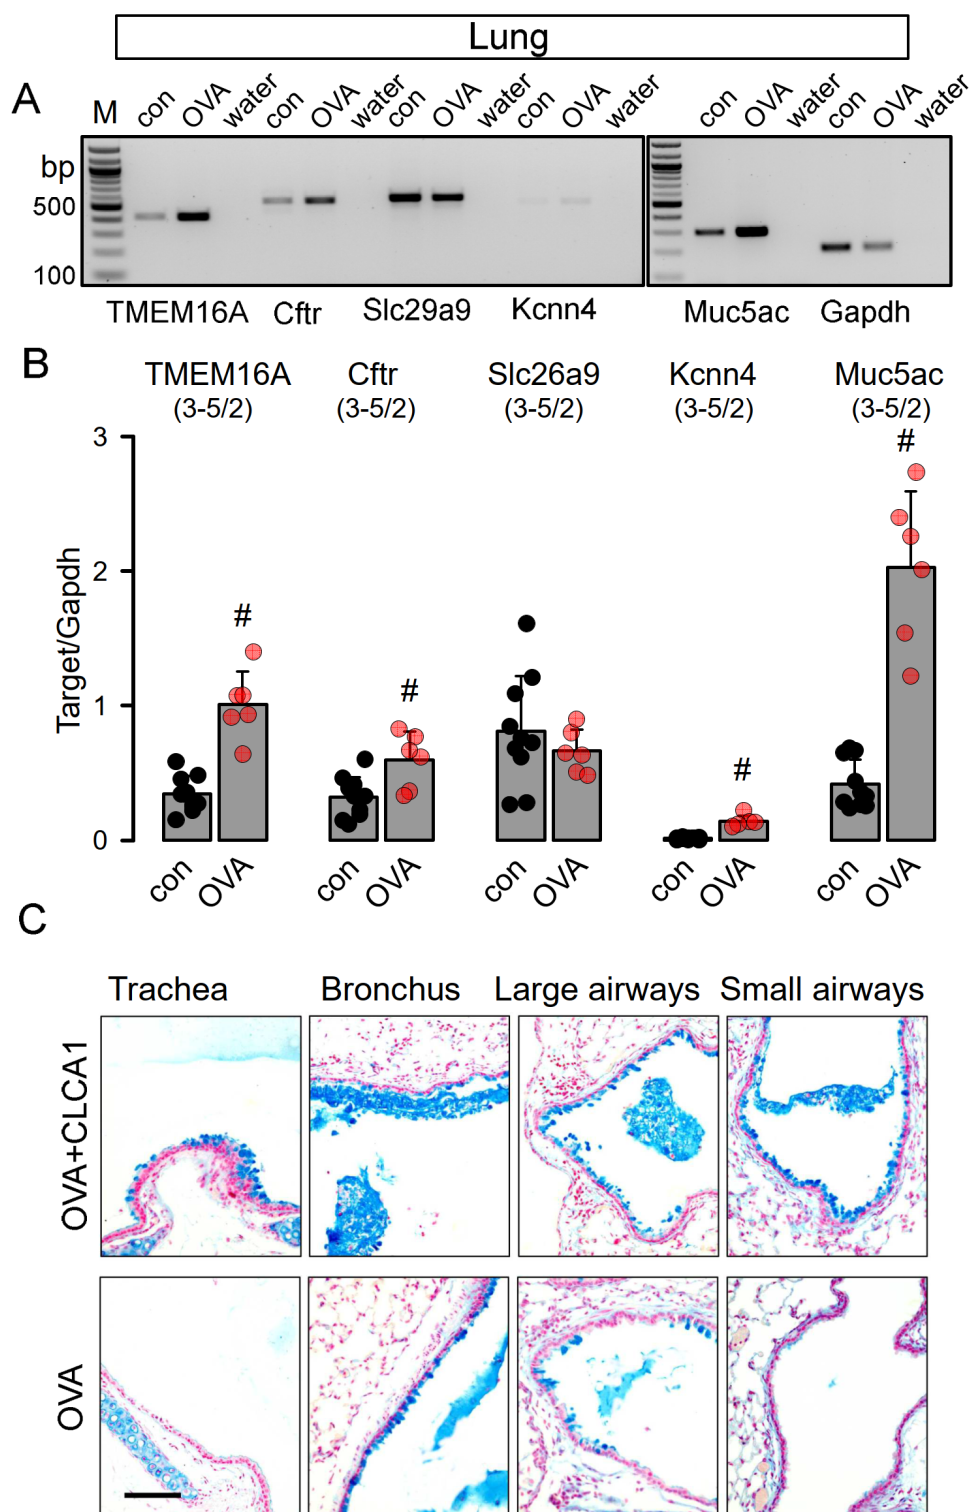 Lung
A
M con OVA water con OVA water con OVA water con OVA water con OVA water con OVA water
bp
500
100
TMEM16A Cftr Slc29a9 Kcnn4 Muc5ac Gapdh
B
TMEM16A Cftr Slc26a9 Kcnn4 Muc5ac
(3-5/2) (3-5/2) (3-5/2) (3-5/2) (3-5/2)
# # # #
Target/Gapdh
3
2
1
0
con OVA con OVA con OVA con OVA con OVA
C
Trachea Bronchus Large airways Small airways
OVA+CLCA1
OVA